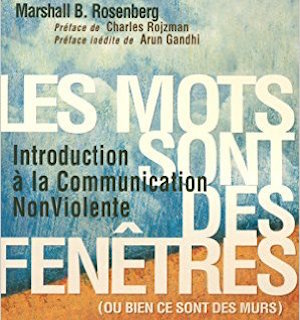 Marshall B. Rosenberg
Préface de Charles Rojzman
Préface inédite de Arun Gandhi
LES MOTS
SONT
Introduction
à la Communication
DES
NonViolente
FENÊTRES
(OU BIEN CE SONT DES MURS)